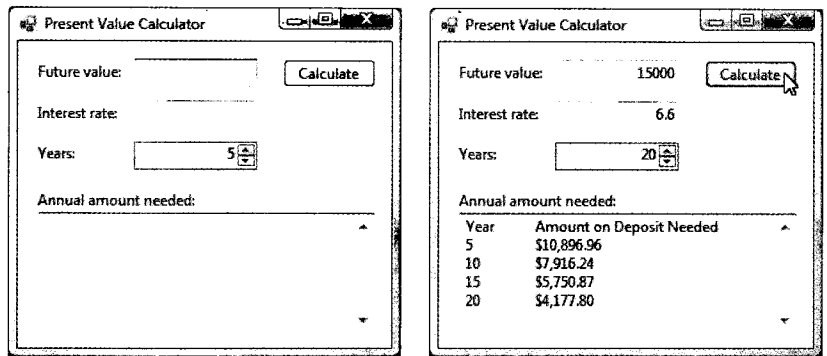 Present Value Calculator
Future value:
Calculate
Interest rate:
Years:
5
Annual amount needed:
Present Value Calculator
Future value:
15000
Calculate
Interest rate:
6.6
Years:
20
Annual amount needed:
Year Amount on Deposit Needed
5 $10,896.96
10 $7,916.24
15 $5,750.87
20 $4,177.80